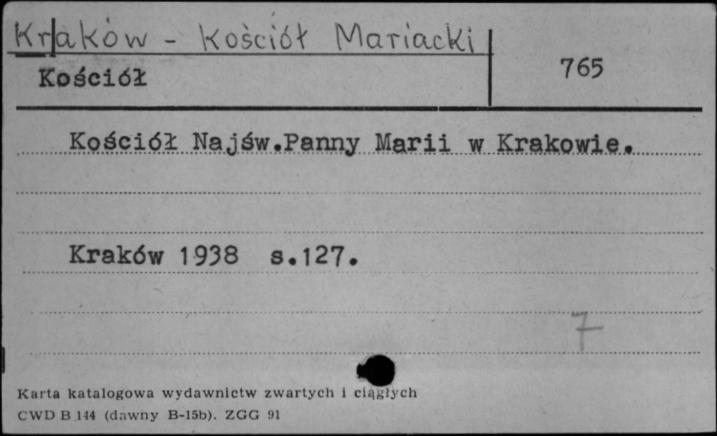 Kraków - Kościół Mariacki
Kościół
765
Kościół Najśw.Panny Marii w Krakowie.
Kraków 1938 s.127.
7
Karta katalogowa wydawnictw zwartych i ciągłych
CWD B 144 (dawny B-15b). ZGG 91